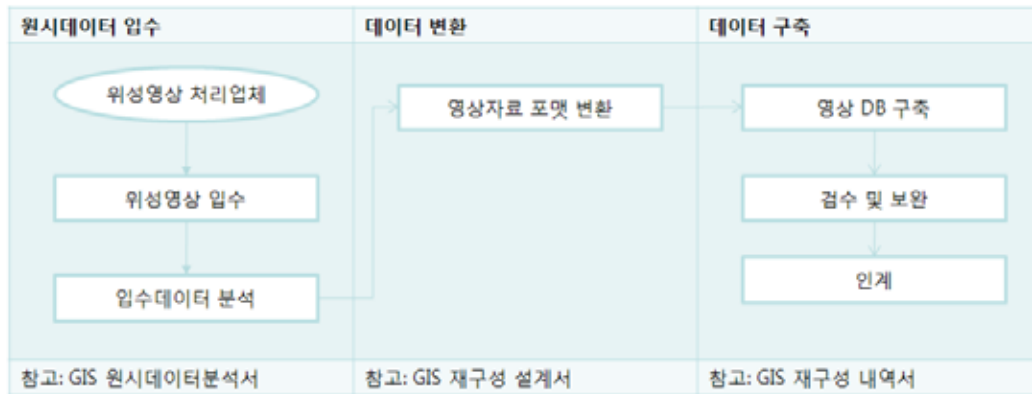 원시데이터 입수
데이터 변환
데이터 구축
위성영상 처리업체
위성영상 입수
입수데이터 분석
영상자료 포맷 변환
영상 DB 구축
검수 및 보완
인계
참고: GIS 원시데이터분석서
참고: GIS 재구성 설계서
참고: GIS 재구성 내역서